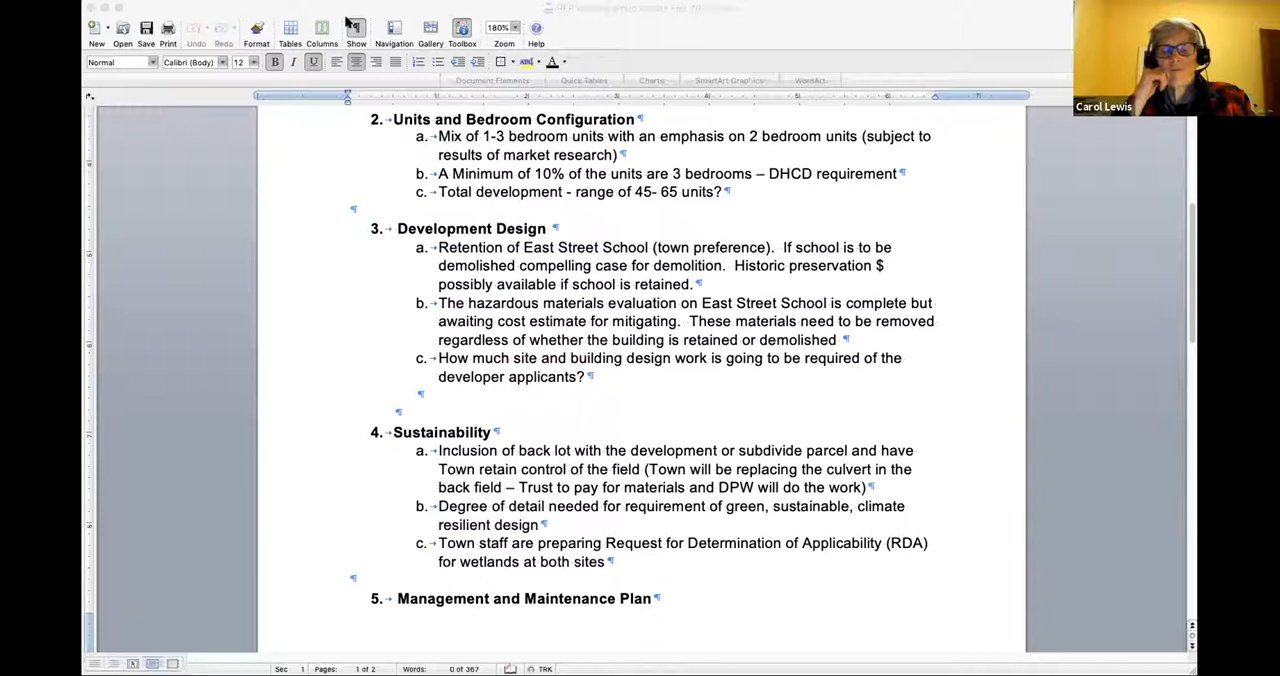 New Open Save Print Undo Redo Format Tables Columns Show Navigation Gallery Toolbox Zoom Help
180%
Normal Calibri (Body) 12 B I U
Document Elements Quick Tables Charts SmartArt Graphics WordArt
Carol Lewis
2. Units and Bedroom Configuration
a. Mix of 1-3 bedroom units with an emphasis on 2 bedroom units (subject to
results of market research)
b. A Minimum of 10% of the units are 3 bedrooms – DHCD requirement
c. Total development - range of 45- 65 units?
3. Development Design
a. Retention of East Street School (town preference). If school is to be
demolished compelling case for demolition. Historic preservation $
possibly available if school is retained.
b. The hazardous materials evaluation on East Street School is complete but
awaiting cost estimate for mitigating. These materials need to be removed
regardless of whether the building is retained or demolished
c. How much site and building design work is going to be required of the
developer applicants?
4. Sustainability
a. Inclusion of back lot with the development or subdivide parcel and have
Town retain control of the field (Town will be replacing the culvert in the
back field – Trust to pay for materials and DPW will do the work)
b. Degree of detail needed for requirement of green, sustainable, climate
resilient design
c. Town staff are preparing Request for Determination of Applicability (RDA)
for wetlands at both sites
5. Management and Maintenance Plan
Sec 1 Pages: 1 of 2 Words: 0 of 367 TRK